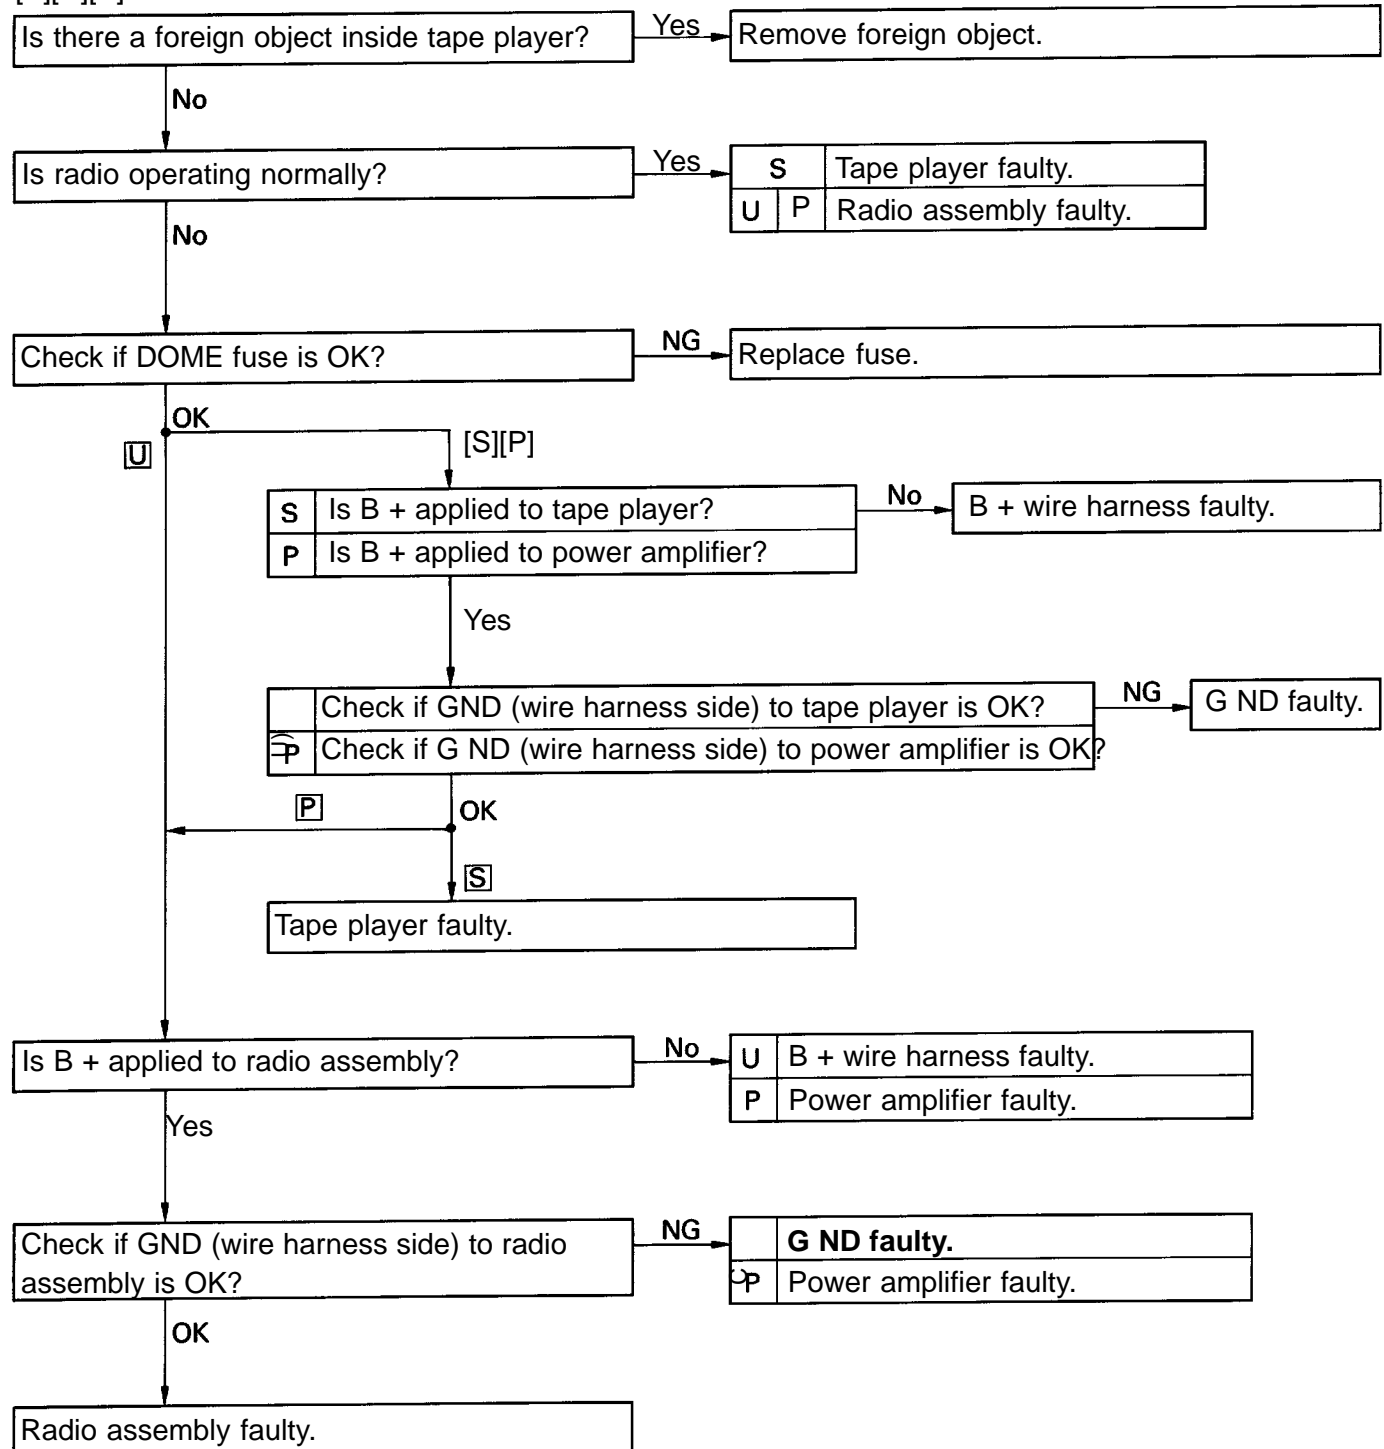 Is there a foreign object inside tape player?
Yes
Remove foreign object.
No
Is radio operating normally?
Yes
S Tape player faulty.
U P Radio assembly faulty.
No
Check if DOME fuse is OK?
NG
Replace fuse.
OK
U
[S][P]
S Is B + applied to tape player?
P Is B + applied to power amplifier?
No
B + wire harness faulty.
Yes
Check if GND (wire harness side) to tape player is OK?
P Check if G ND (wire harness side) to power amplifier is OK?
NG
G ND faulty.
P
OK
S
Tape player faulty.
Is B + applied to radio assembly?
No
U B + wire harness faulty.
P Power amplifier faulty.
Yes
Check if GND (wire harness side) to radio
assembly is OK?
NG
G ND faulty.
P Power amplifier faulty.
OK
Radio assembly faulty.